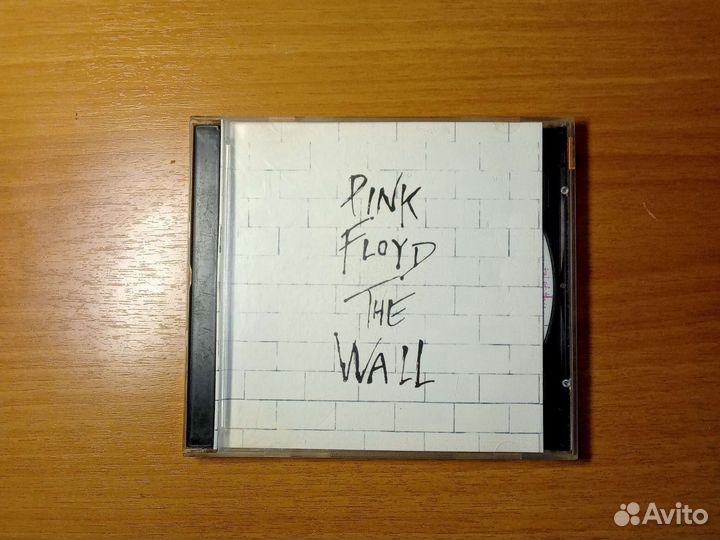 PINK
FLOYD
THE
WALL
Avito